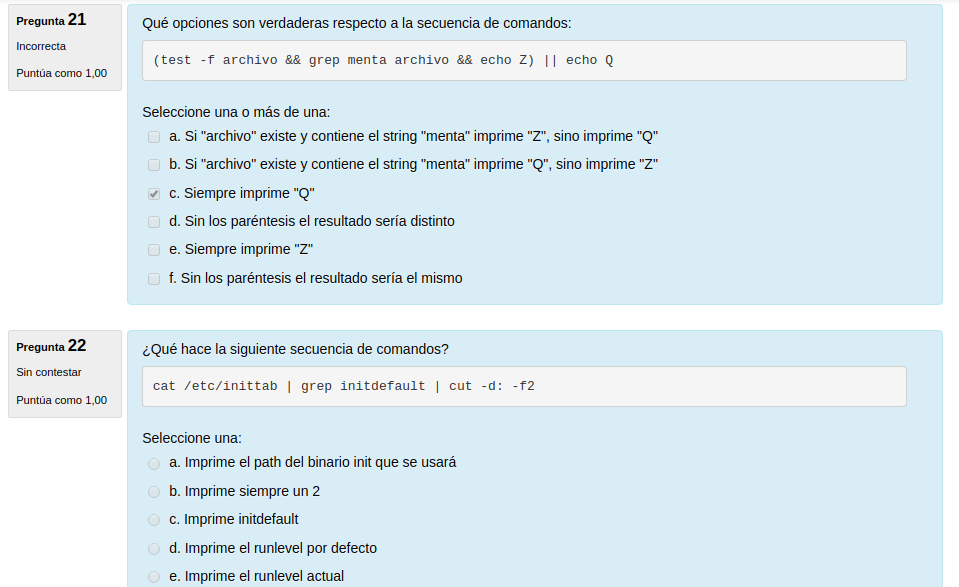 Pregunta 21
Incorrecta
Puntúa como 1,00
Qué opciones son verdaderas respecto a la secuencia de comandos:
(test -f archivo && grep menta archivo && echo Z) || echo Q
Seleccione una o más de una:
a. Si "archivo" existe y contiene el string "menta" imprime "Z", sino imprime "Q"
b. Si "archivo" existe y contiene el string "menta" imprime "Q", sino imprime "Z"
c. Siempre imprime "Q"
d. Sin los paréntesis el resultado sería distinto
e. Siempre imprime "Z"
f. Sin los paréntesis el resultado sería el mismo
Pregunta 22
Sin contestar
Puntúa como 1,00
¿Qué hace la siguiente secuencia de comandos?
cat /etc/inittab | grep initdefault | cut -d: -f2
Seleccione una:
a. Imprime el path del binario init que se usará
b. Imprime siempre un 2
c. Imprime initdefault
d. Imprime el runlevel por defecto
e. Imprime el runlevel actual